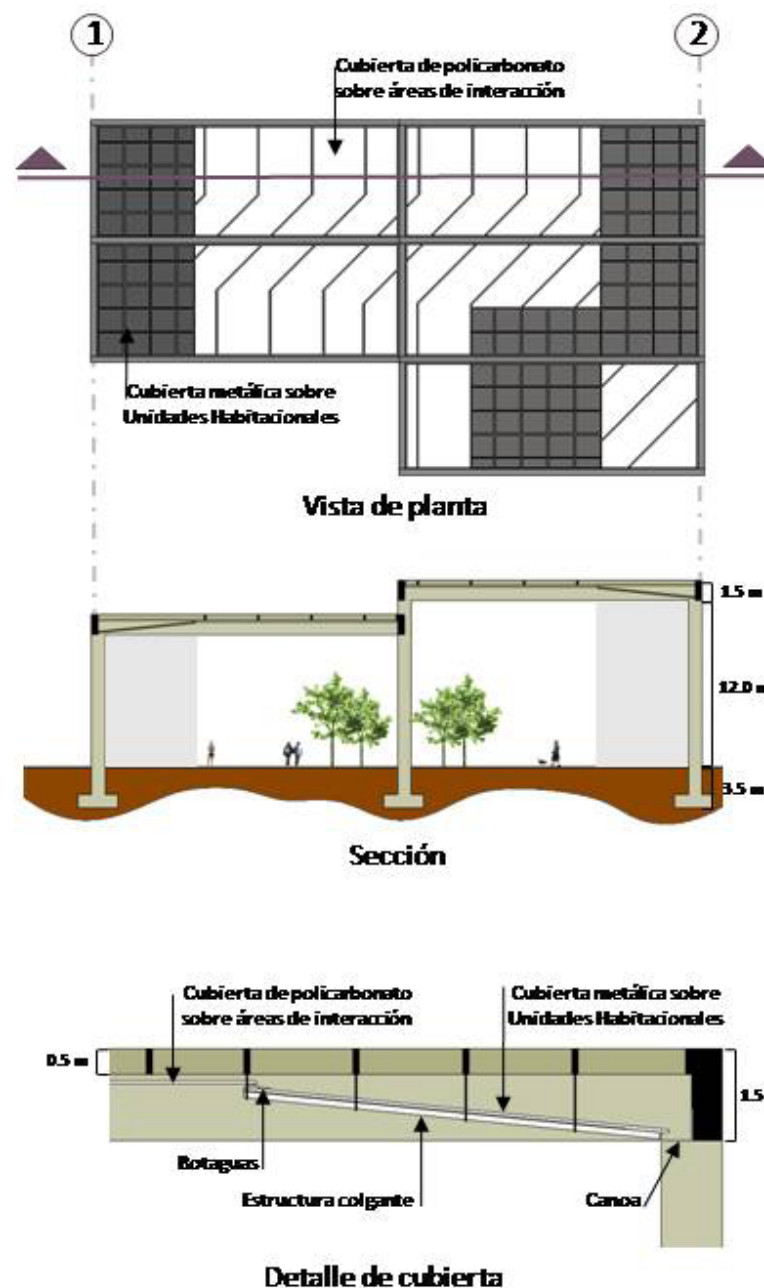 1
2
Cubierta de policarbonato
sobre áreas de interacción
Cubierta metálica sobre
Unidades Habitacionales
Vista de planta
1.5 m
12.0 m
3.5 m
Sección
Cubierta de policarbonato
sobre áreas de interacción
Cubierta metálica sobre
Unidades Habitacionales
0.5 m
1.5
Botaguas
Estructura colgante
Canoa
Detalle de cubierta